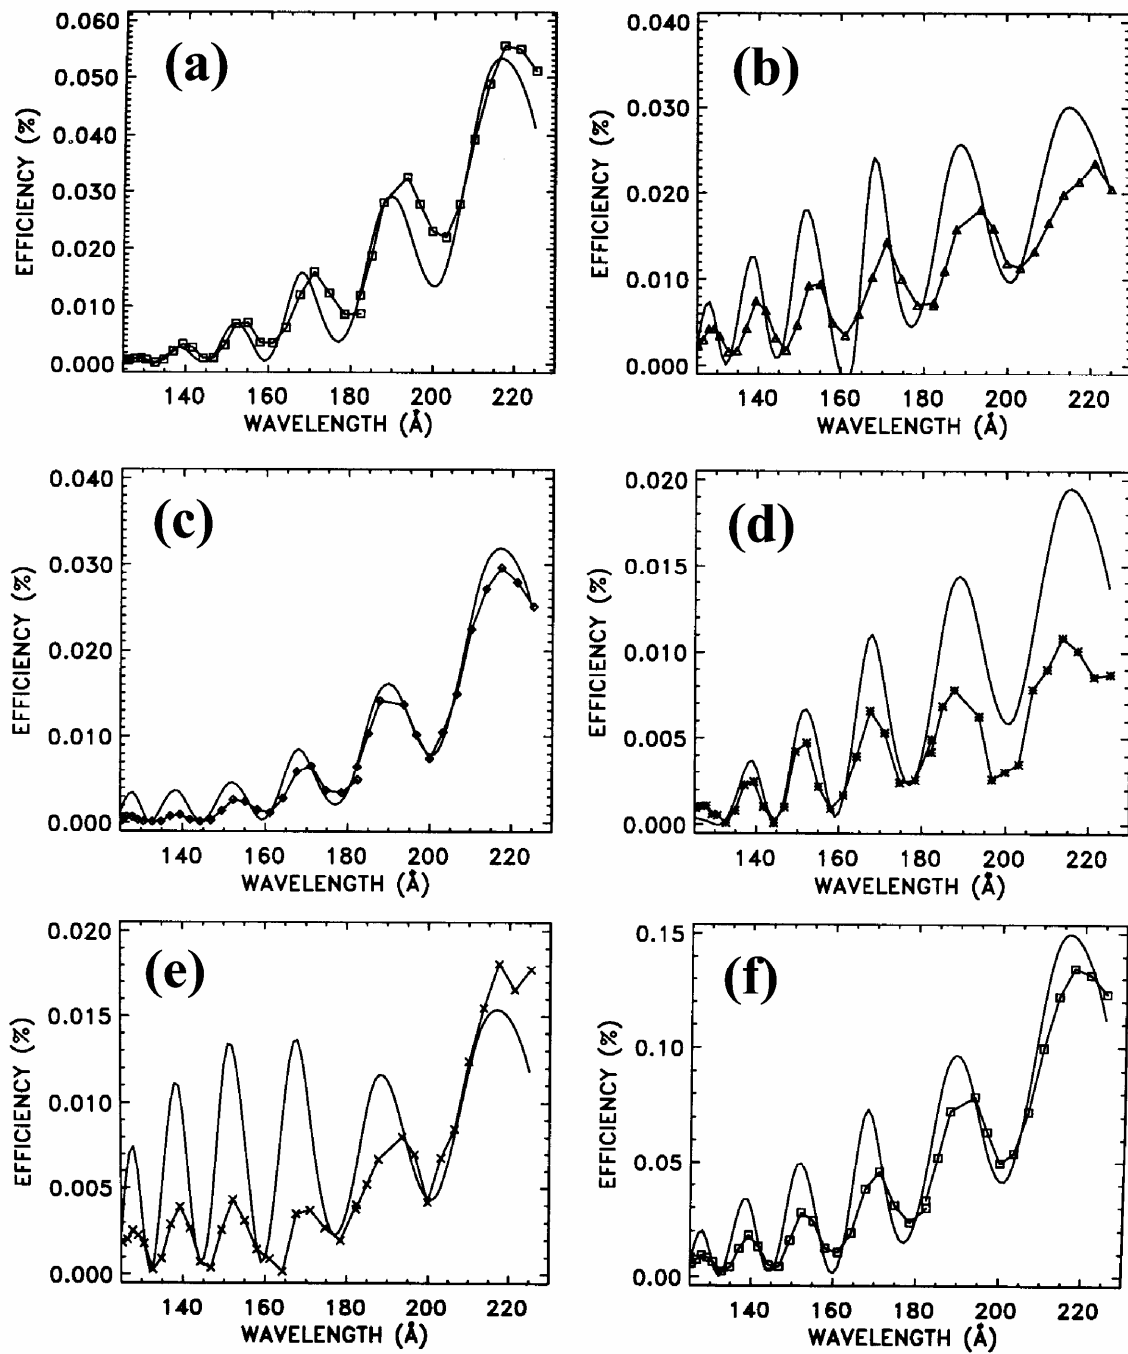 (a)
EFFICIENCY (%)
0.060
0.050
0.040
0.030
0.020
0.010
0.000
140 160 180 200 220
WAVELENGTH (Å)
(b)
EFFICIENCY (%)
0.040
0.030
0.020
0.010
0.000
140 160 180 200 220
WAVELENGTH (Å)
(c)
EFFICIENCY (%)
0.040
0.030
0.020
0.010
0.000
140 160 180 200 220
WAVELENGTH (Å)
(d)
EFFICIENCY (%)
0.020
0.015
0.010
0.005
0.000
140 160 180 200 220
WAVELENGTH (Å)
(e)
EFFICIENCY (%)
0.020
0.015
0.010
0.005
0.000
140 160 180 200 220
WAVELENGTH (Å)
(f)
EFFICIENCY (%)
0.15
0.10
0.05
0.00
140 160 180 200 220
WAVELENGTH (Å)